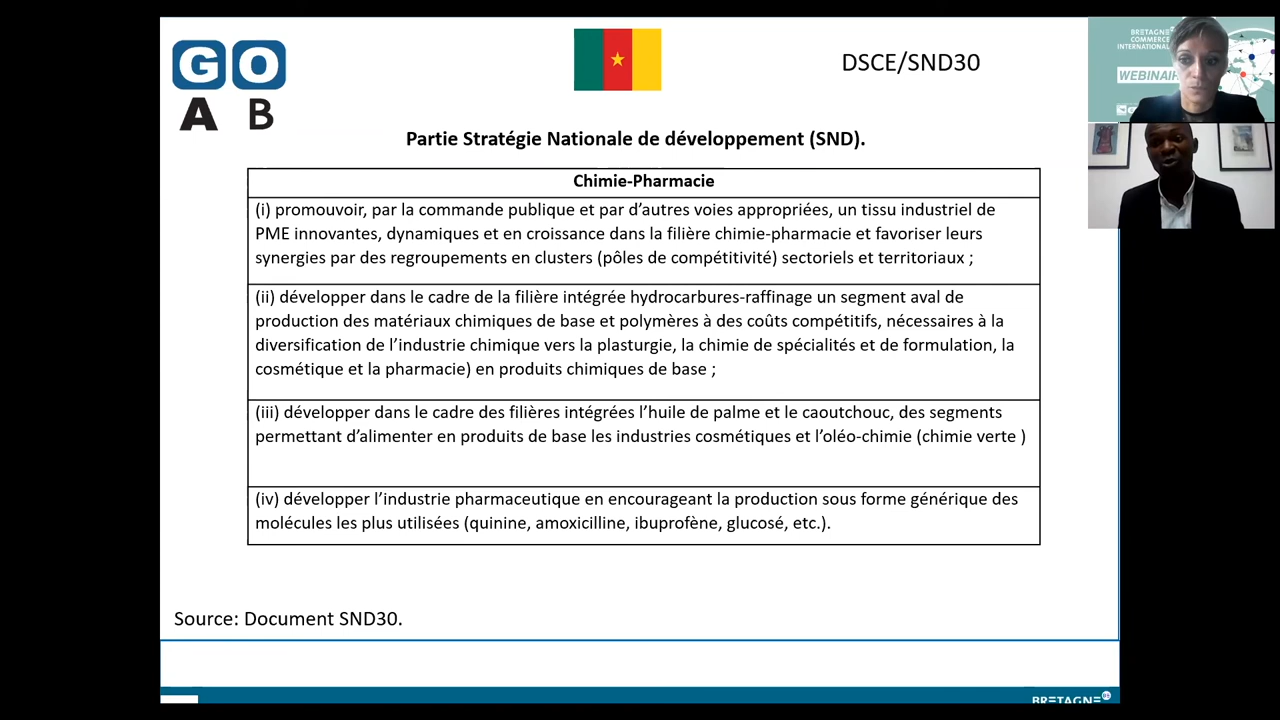 GO
A B
DSCE/SND30
BRETAGNE
COMMERCE
INTERNATIONAL
WEBINAI
Partie Stratégie Nationale de développement (SND).
Chimie-Pharmacie
(i) promouvoir, par la commande publique et par d’autres voies appropriées, un tissu industriel de
PME innovantes, dynamiques et en croissance dans la filière chimie-pharmacie et favoriser leurs
synergies par des regroupements en clusters (pôles de compétitivité) sectoriels et territoriaux ;
(ii) développer dans le cadre de la filière intégrée hydrocarbures-raffinage un segment aval de
production des matériaux chimiques de base et polymères à des coûts compétitifs, nécessaires à la
diversification de l’industrie chimique vers la plasturgie, la chimie de spécialités et de formulation, la
cosmétique et la pharmacie) en produits chimiques de base ;
(iii) développer dans le cadre des filières intégrées l’huile de palme et le caoutchouc, des segments
permettant d’alimenter en produits de base les industries cosmétiques et l’oléo-chimie (chimie verte )
(iv) développer l’industrie pharmaceutique en encourageant la production sous forme générique des
molécules les plus utilisées (quinine, amoxicilline, ibuprofène, glucosé, etc.).
Source: Document SND30.
BRETAGNE